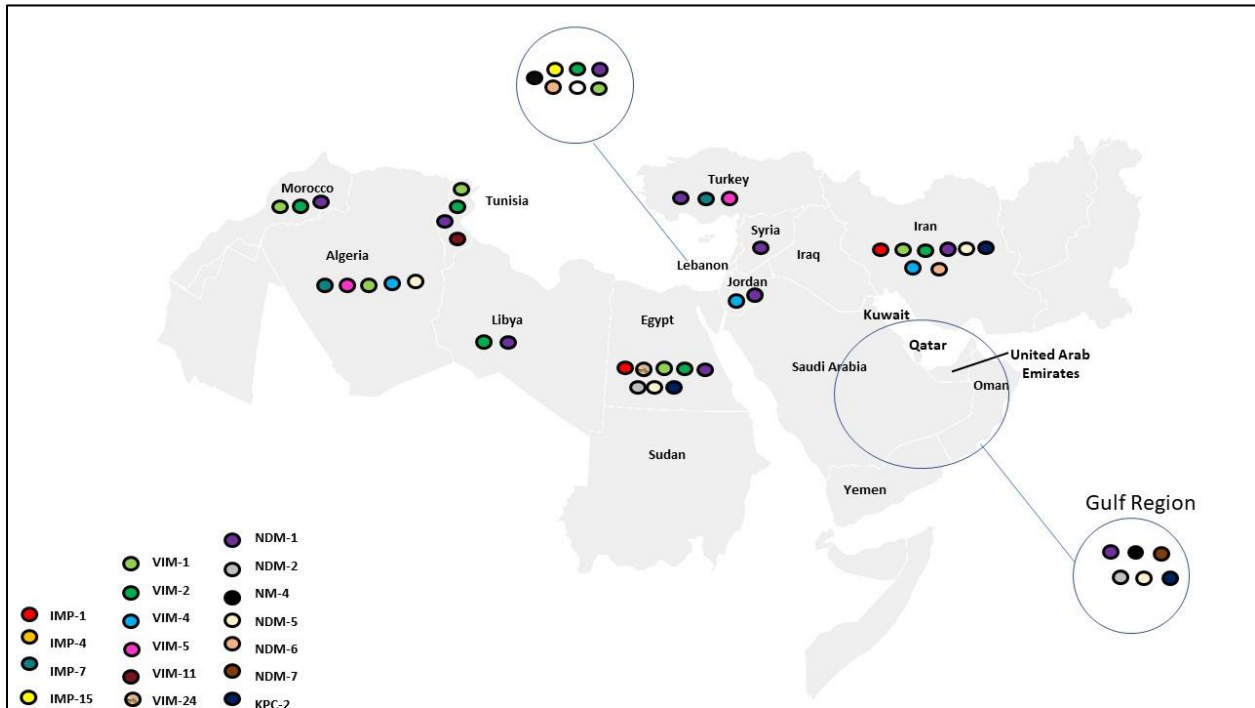 Morocco
Tunisia
Algeria
Libya
Egypt
Sudan
Turkey
Syria
Lebanon
Iraq
Jordan
Iran
Kuwait
Qatar
Saudi Arabia
United Arab
Emirates
Oman
Yemen
Gulf Region
IMP-1
IMP-4
IMP-7
IMP-15
VIM-1
VIM-2
VIM-4
VIM-5
VIM-11
VIM-24
NDM-1
NDM-2
NM-4
NDM-5
NDM-6
NDM-7
KPC-2